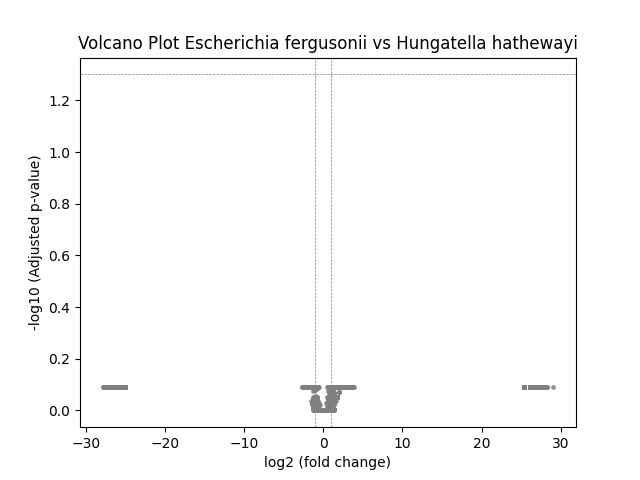 Volcano Plot Escherichia fergusonii vs Hungatella hathewayi
-log10 (Adjusted p-value)
1.2
1.0
0.8
0.6
0.4
0.2
0.0
−30 −20 −10 0 10 20 30
log2 (fold change)